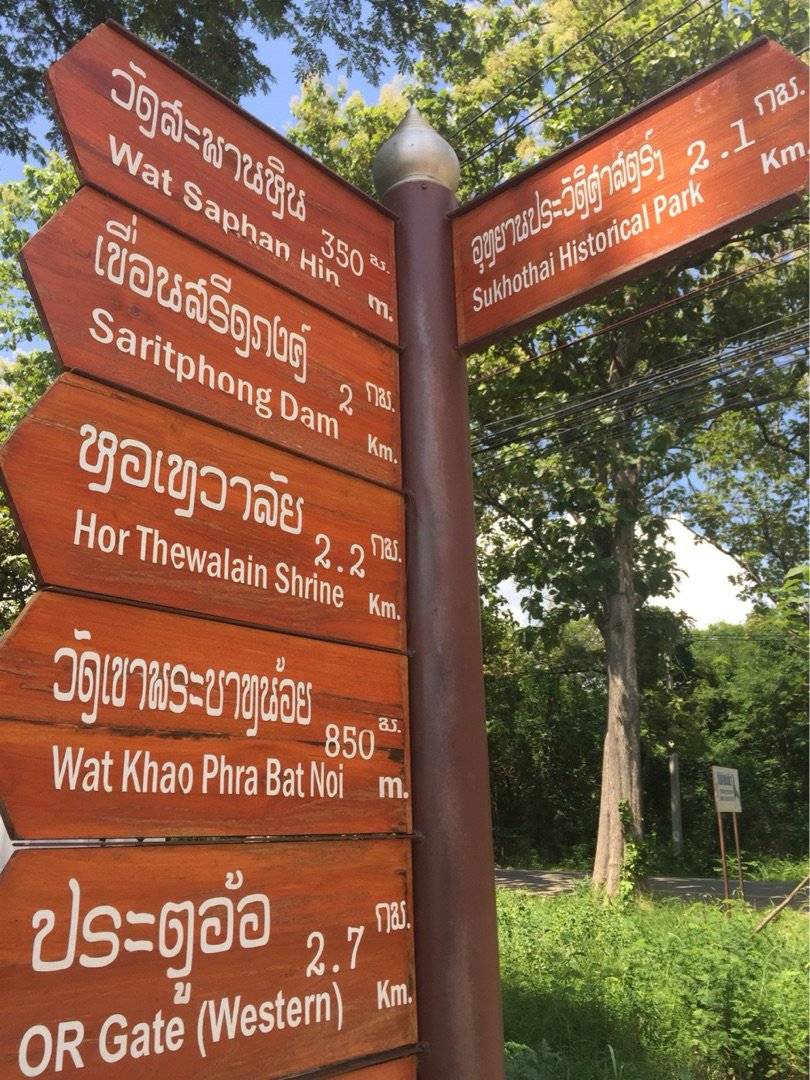 วัดสะพานหิน 350 ม.
Wat Saphan Hin m.
เขื่อนสรีดภงค์ 2 กม.
Saritphong Dam Km.
หอเทวาลัย 2.2 กม.
Hor Thewalain Shrine Km.
วัดเขาพระบาทน้อย 850 ม.
Wat Khao Phra Bat Noi m.
ประตูอ้อ 2.7 กม.
OR Gate (Western) Km.
อุทยานประวัติศาสตร์ฯ 2.1 กม.
Sukhothai Historical Park Km.